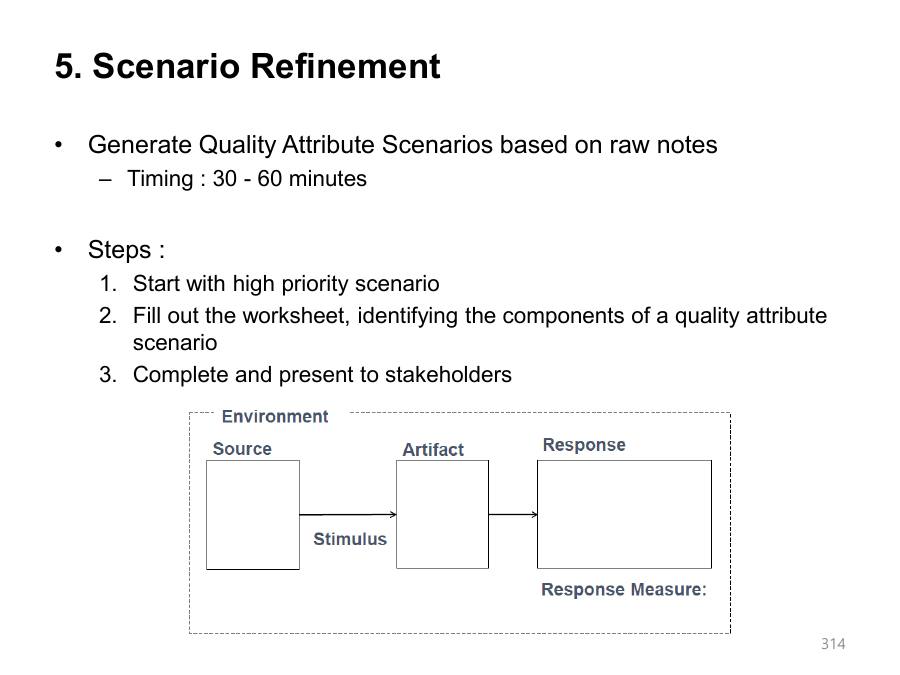 5. Scenario Refinement
• Generate Quality Attribute Scenarios based on raw notes
– Timing : 30 - 60 minutes
• Steps :
1. Start with high priority scenario
2. Fill out the worksheet, identifying the components of a quality attribute
scenario
3. Complete and present to stakeholders
Environment
Source
Artifact
Response
Stimulus
Response Measure:
314